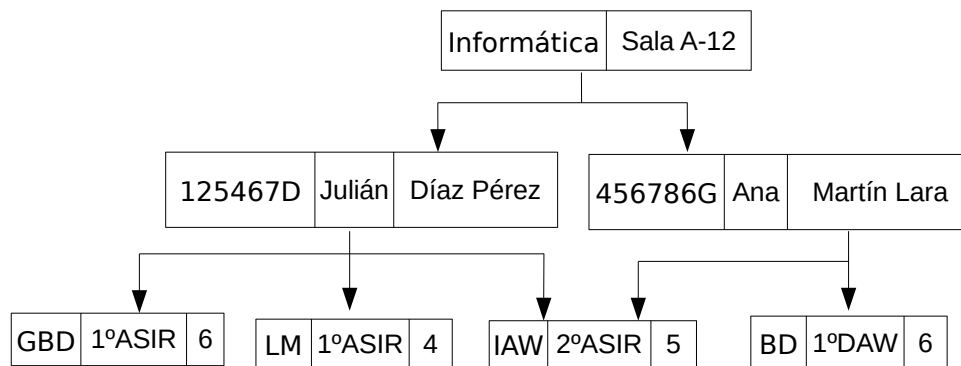 Informática Sala A-12
125467D Julián Díaz Pérez 456786G Ana Martín Lara
GBD 1ºASIR 6 LM 1ºASIR 4 IAW 2ºASIR 5 BD 1ºDAW 6